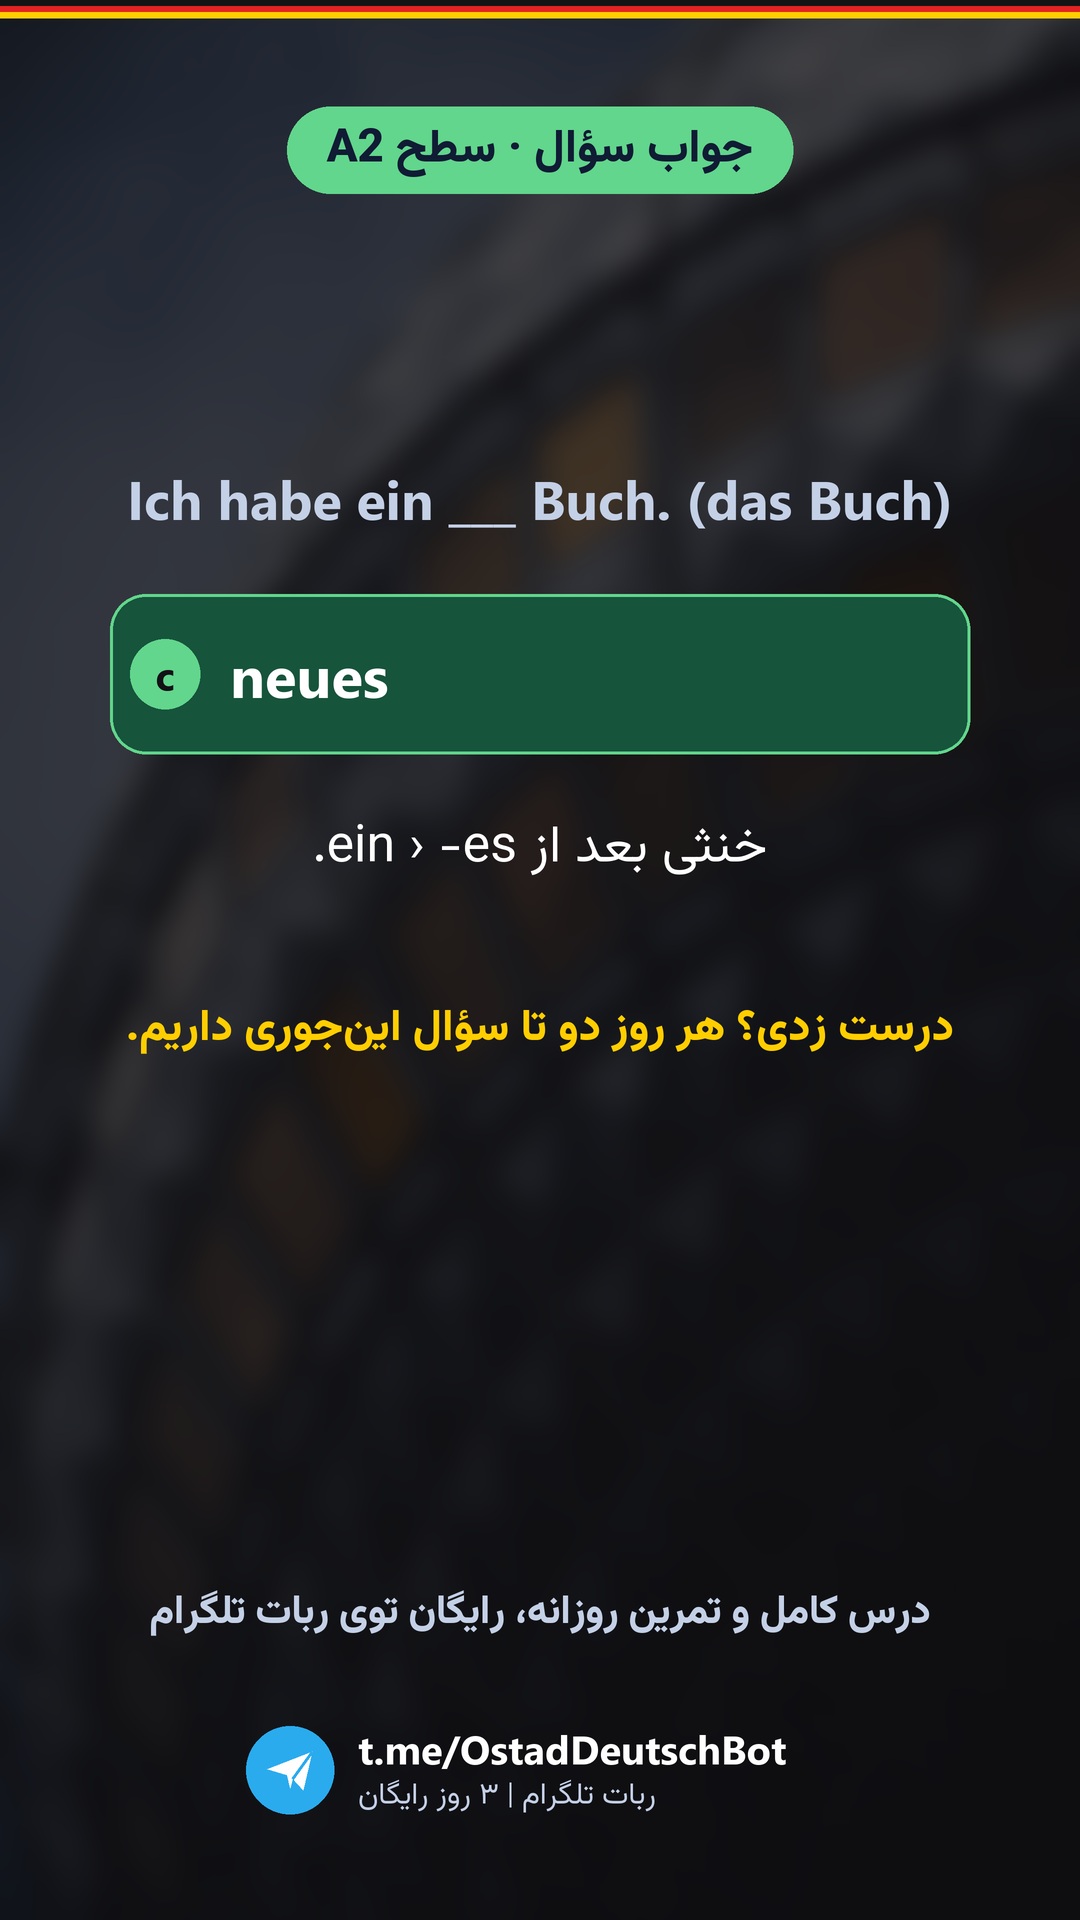 جواب سؤال · سطح A2
Ich habe ein ___ Buch. (das Buch)
c neues
خنثی بعد از ein › -es.
درست زدی؟ هر روز دو تا سؤال این‌جوری داریم.
درس کامل و تمرین روزانه، رایگان توی ربات تلگرام
t.me/OstadDeutschBot
ربات تلگرام | ۳ روز رایگان